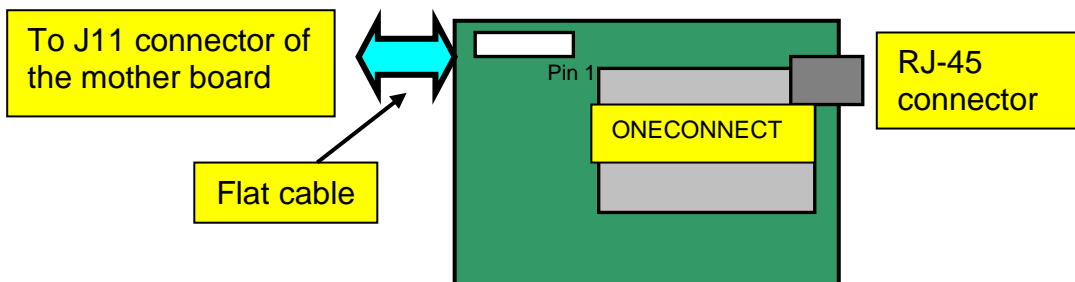 To J11 connector of
the mother board
Pin 1
RJ-45
connector
ONECONNECT
Flat cable